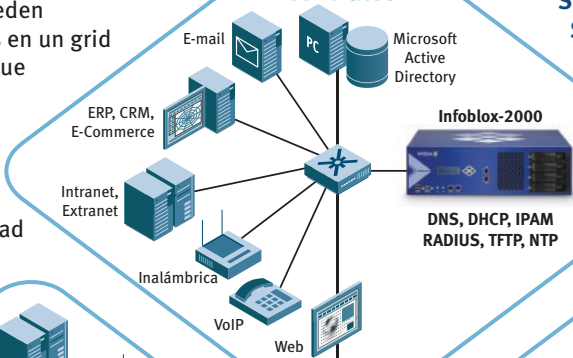 eden
en un grid
ue
E-mail
PC
Microsoft
Active
Directory
ERP, CRM,
E-Commerce
Infoblox-2000
Intranet,
Extranet
DNS, DHCP, IPAM
RADIUS, TFTP, NTP
ad
Inalámbrica
VoIP
Web